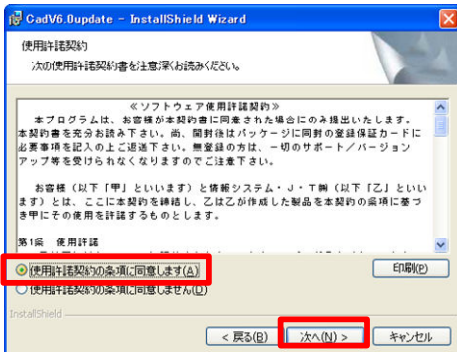 CadV6.0update - InstallShield Wizard
使用許諾契約
次の使用許諾契約書を注意深くお読みください。
≪ソフトウェア使用許諾契約≫
本プログラムは、お客様が本契約書に同意された場合にのみ提出いたします。
本契約書を充分お読み下さい。尚、開封後はパッケージに同封の登録保証カードに
必要事項を記入の上ご返送下さい。無登録の方は、一切のサポート/バージョン
アップ等を受けられなくなりますのでご注意下さい。
お客様(以下「甲」といいます)と情報システム・J・T㈱(以下「乙」といい
ます)とは、ここに本契約を締結し、乙は乙が作成した製品を本契約の条項に基づ
き甲にその使用を許諾するものとします。
第1条 使用許諾
使用許諾契約の条項に同意します(A)
印刷(P)
使用許諾契約の条項に同意しません(D)
InstallShield
< 戻る(B)
次へ(N) >
キャンセル